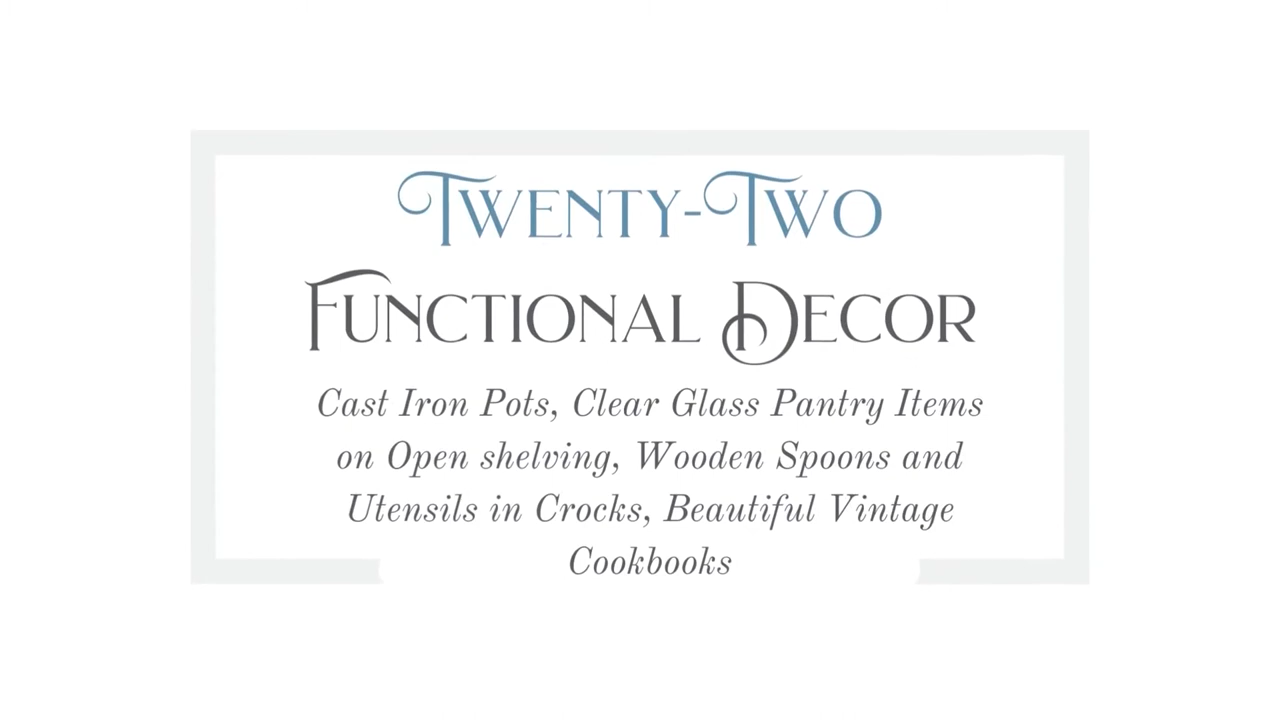 Twenty-Two
Functional Decor
Cast Iron Pots, Clear Glass Pantry Items
on Open shelving, Wooden Spoons and
Utensils in Crocks, Beautiful Vintage
Cookbooks